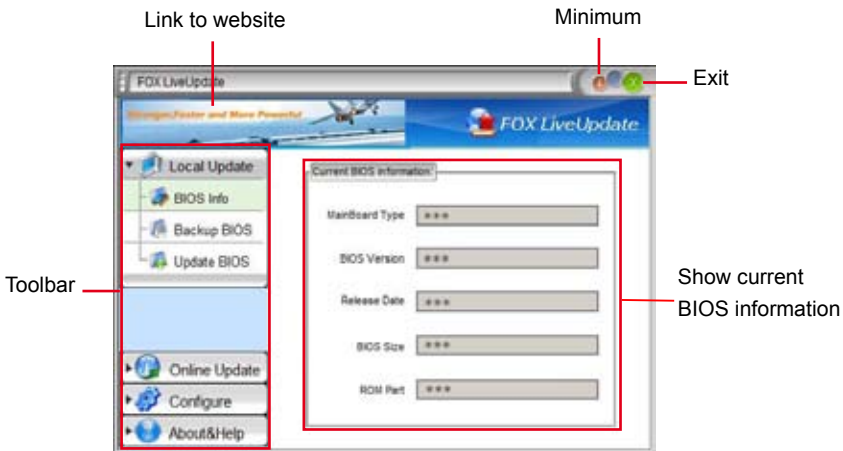 Link to website
Minimum
Exit
FOX LiveUpdate
Stronger,Faster and More Powerful
FOX LiveUpdate
Local Update
BIOS Info
Backup BIOS
Update BIOS
Online Update
Configure
About&Help
Current BIOS information
MainBoard Type ***
BIOS Version ***
Release Date ***
BIOS Size ***
ROM Part ***
Toolbar
Show current
BIOS information